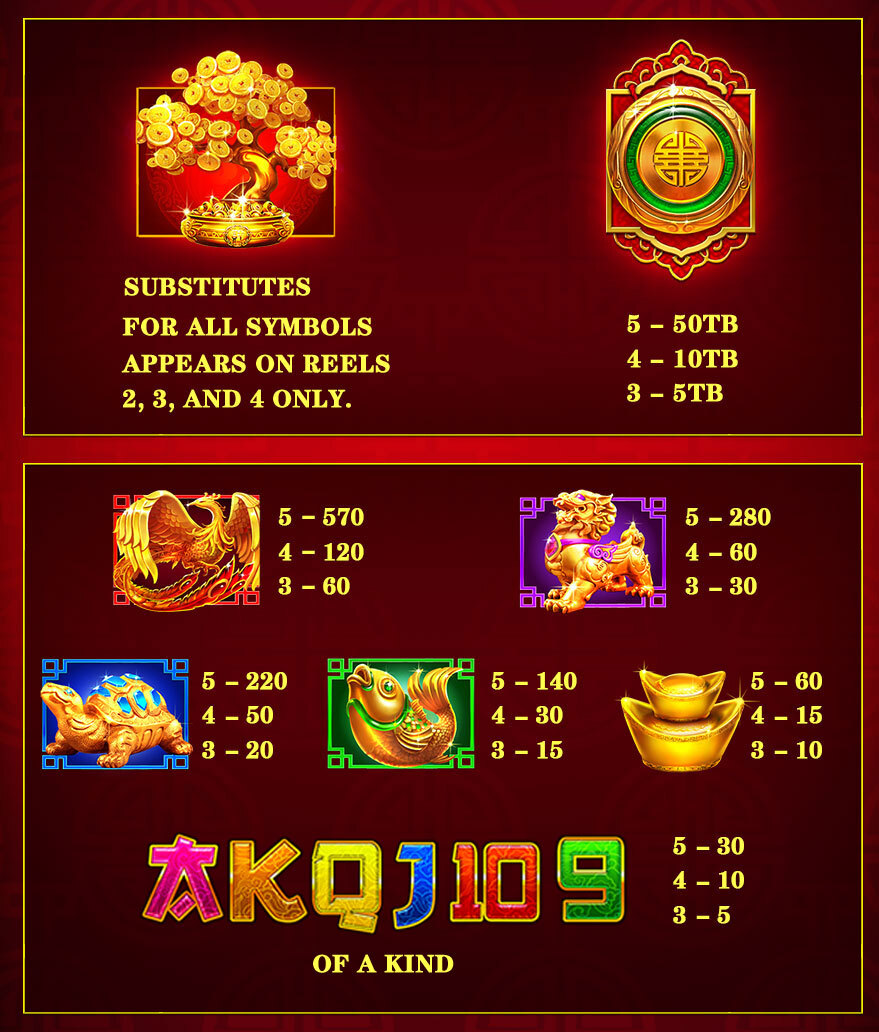 SUBSTITUTES
FOR ALL SYMBOLS
APPEARS ON REELS
2, 3, AND 4 ONLY.
5 – 50TB
4 – 10TB
3 – 5TB
5 – 570
4 – 120
3 – 60
5 – 280
4 – 60
3 – 30
5 – 220
4 – 50
3 – 20
5 – 140
4 – 30
3 – 15
5 – 60
4 – 15
3 – 10
A K Q J 10 9
5 – 30
4 – 10
3 – 5
OF A KIND